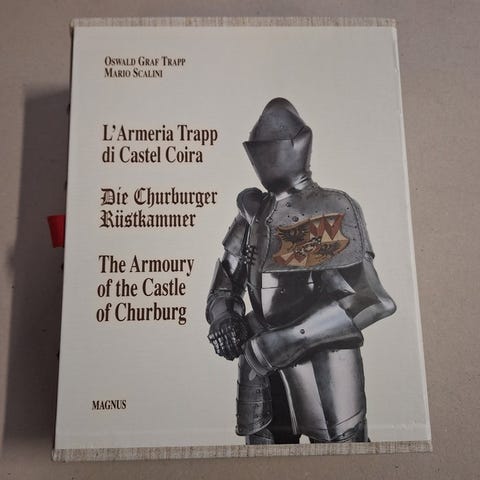 OSWALD GRAF TRAPP
MARIO SCALINI
L'Armeria Trapp
di Castel Coira
Die Churburger
Rüstkammer
The Armoury
of the Castle
of Churburg
MAGNUS